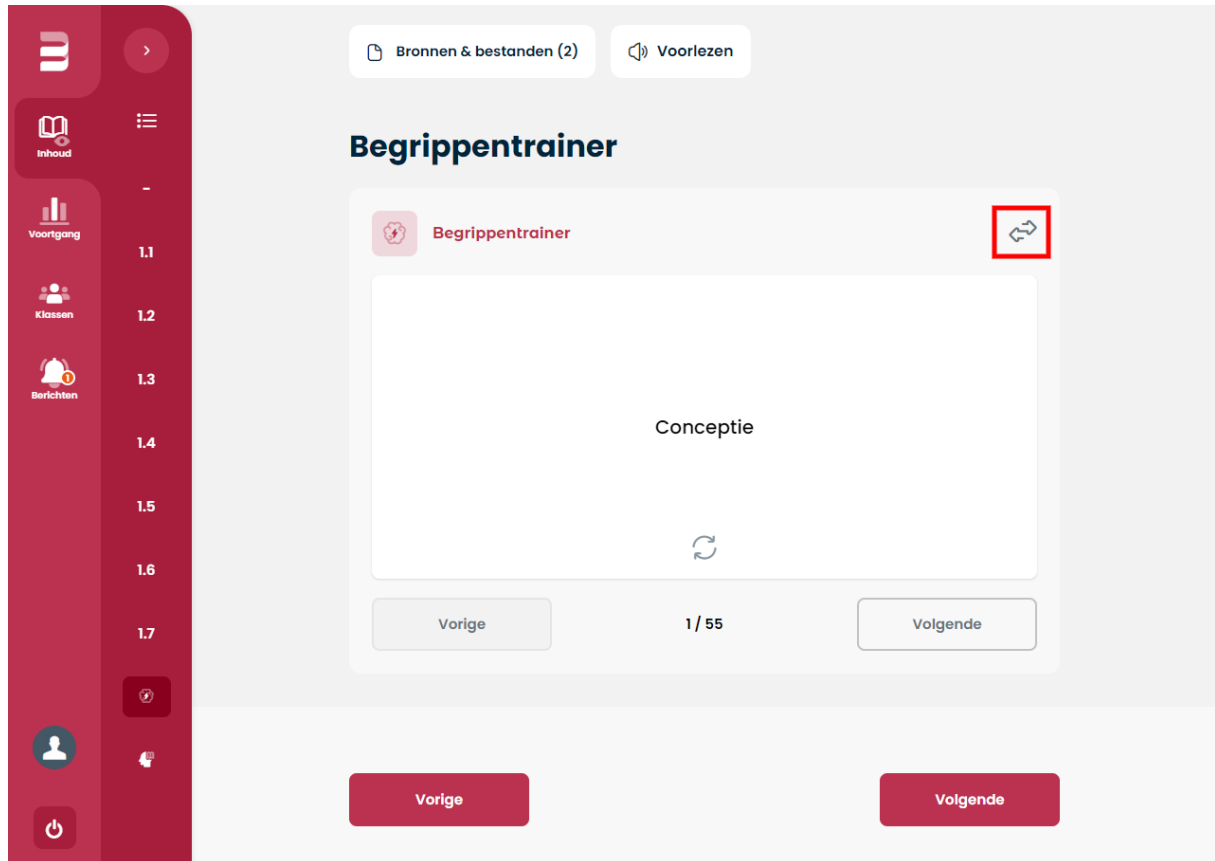 Inhoud
Voortgang
Klassen
1
Berichten
-
1.1
1.2
1.3
1.4
1.5
1.6
1.7
Bronnen & bestanden (2)
Voorlezen
Begrippentrainer
Begrippentrainer
Conceptie
Vorige
1 / 55
Volgende
Vorige
Volgende